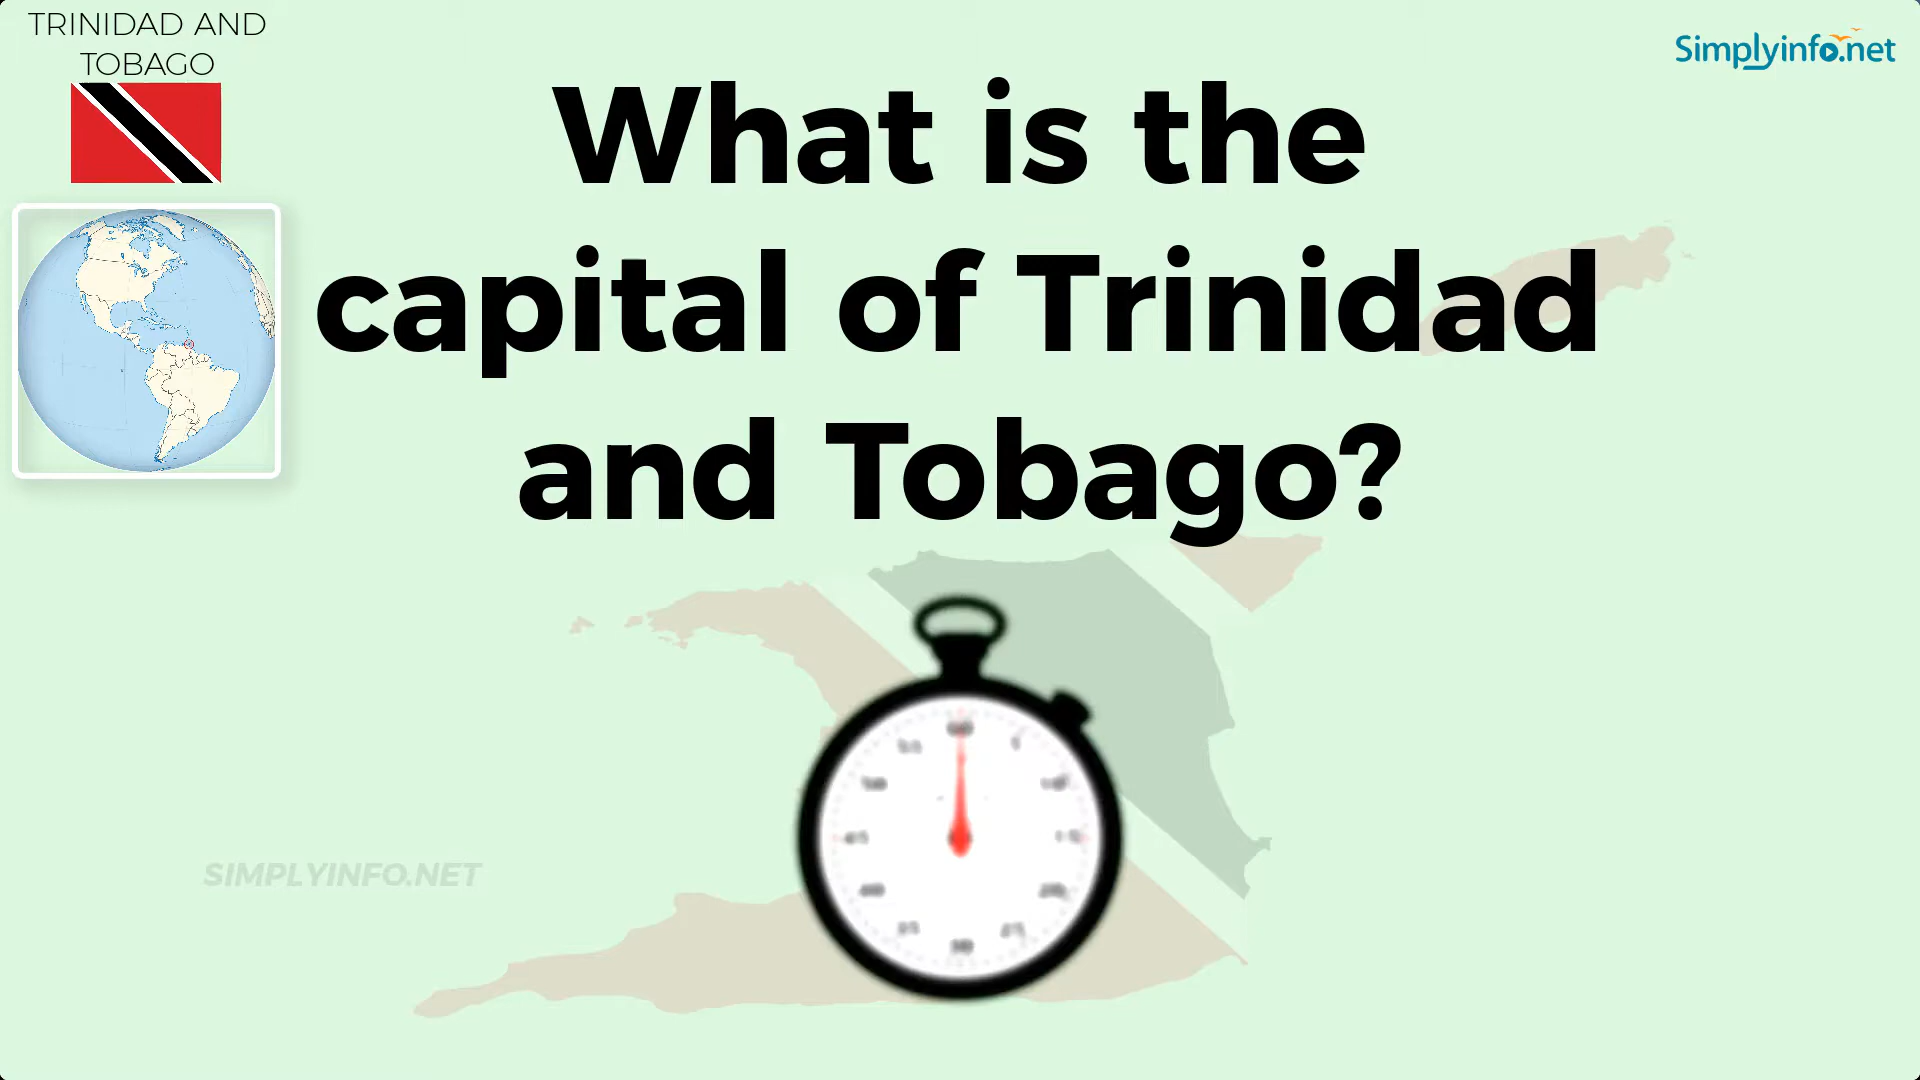 TRINIDAD AND
TOBAGO
Simplyinfo.net
What is the
capital of Trinidad
and Tobago?
SIMPLYINFO.NET